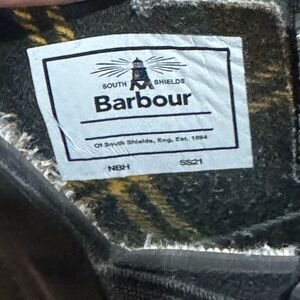 SOUTH SHIELDS
Barbour
Of South Shields, Eng, Est. 1894
NBH SS21